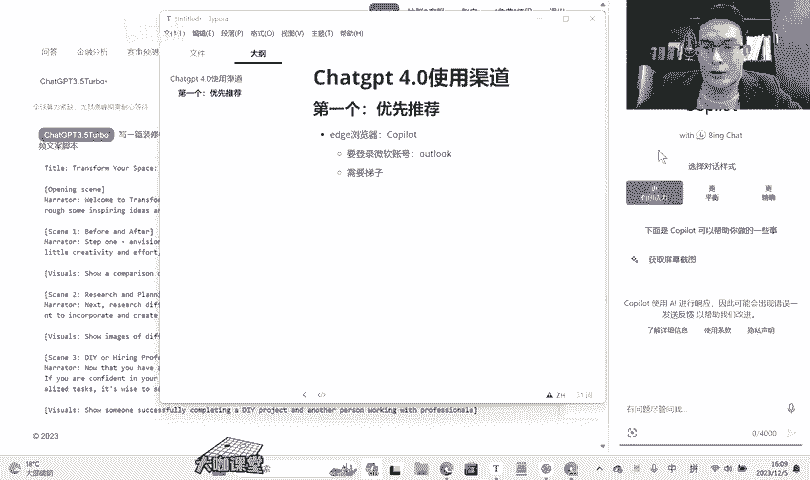 文件(F) 编辑(E) 段落(P) 格式(O) 视图(V) 主题(T) 帮助(H)
文件 大纲
Chatgpt 4.0使用渠道
第一个：优先推荐
Chatgpt 4.0使用渠道
第一个：优先推荐
edge浏览器：Copilot
要登录微软账号：outlook
需要梯子
ZH
问答 金融分析
ChatGPT3.5Turbo
ChatGPT3.5Turbo 写一篇装修
频文案脚本
Title: Transform Your Space:
[Opening scene]
Narrator: Welcome to Transfor
rough some inspiring ideas an
[Scene 1: Before and After]
Narrator: Step one - envision
little creativity and effort,
[Visuals: Show a comparison o
[Scene 2: Research and Planni
Narrator: Next, research diff
nt to incorporate and create
[Visuals: Show images of diff
[Scene 3: DIY or Hiring Profe
Narrator: Now that you have a
If you are confident in your
alized tasks, it's wise to se
[Visuals: Show someone successfully completing a DIY project and another person working with professionals]
© 2023
with Bing Chat
选择对话样式
更
有创造力
更
平衡
更
精确
下面是 Copilot 可以帮助你做的一些事
获取屏幕截图
Copilot 使用 AI 进行响应，因此可能会出现错误—
发送反馈以帮助我们改进。
了解详细信息 使用条款 隐私声明
有问题尽管问我...
0/4000
大咖课堂
18°C
大部晴朗
中 拼
16:09
2023/12/5